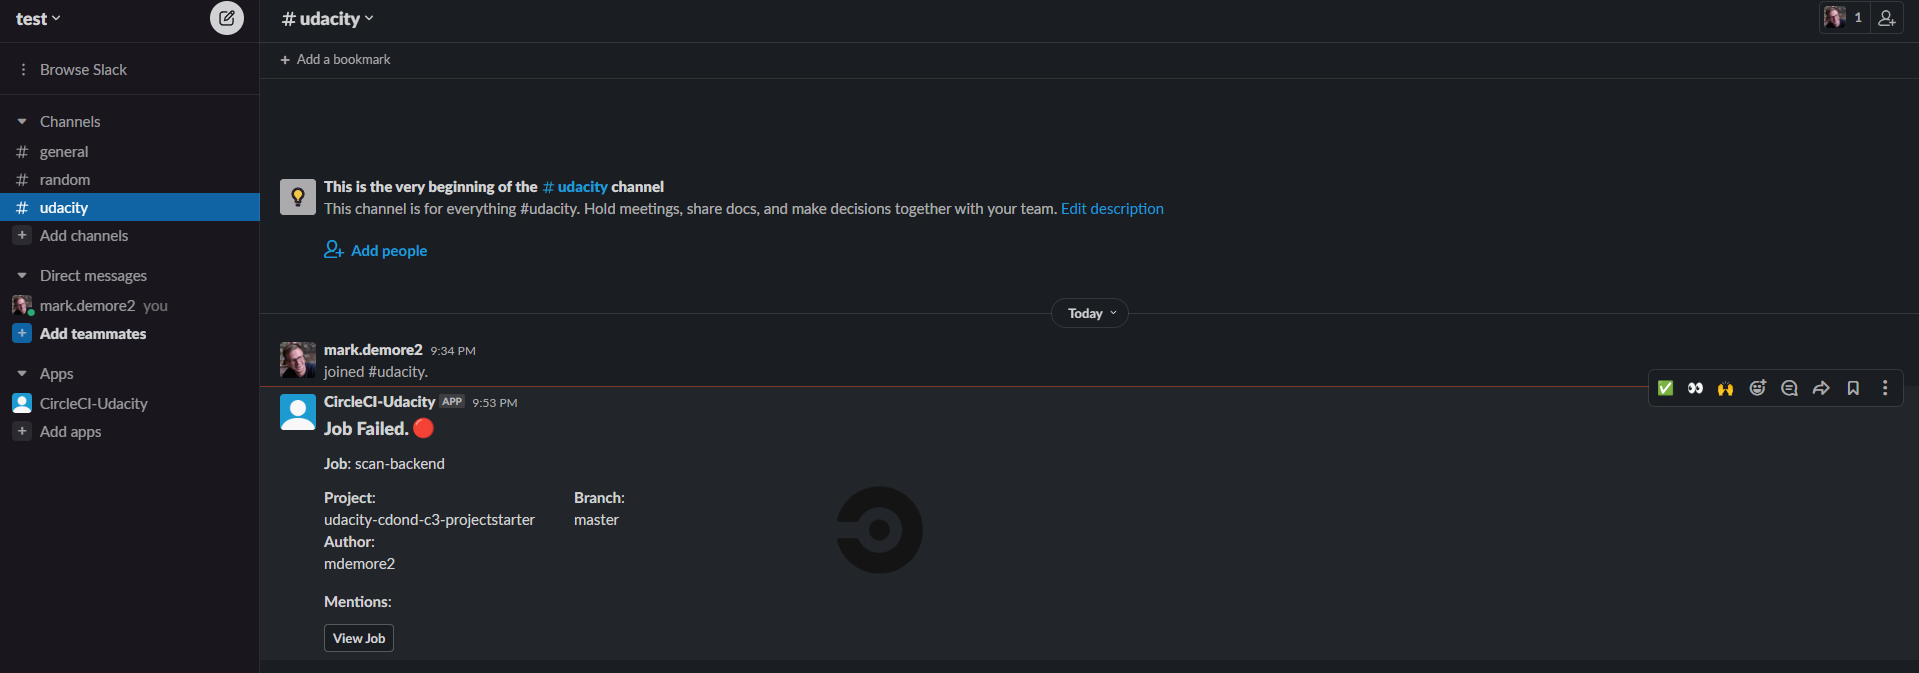 test
Browse Slack
Channels
# general
# random
# udacity
+ Add channels
Direct messages
mark.demore2 you
+ Add teammates
Apps
CircleCI-Udacity
+ Add apps
# udacity
1
+ Add a bookmark
This is the very beginning of the # udacity channel
This channel is for everything #udacity. Hold meetings, share docs, and make decisions together with your team. Edit description
Add people
Today
mark.demore2 9:34 PM
joined #udacity.
CircleCI-Udacity APP 9:53 PM
Job Failed. 🔴
Job: scan-backend
Project: Branch:
udacity-cdond-c3-projectstarter master
Author:
mdemore2
Mentions:
View Job